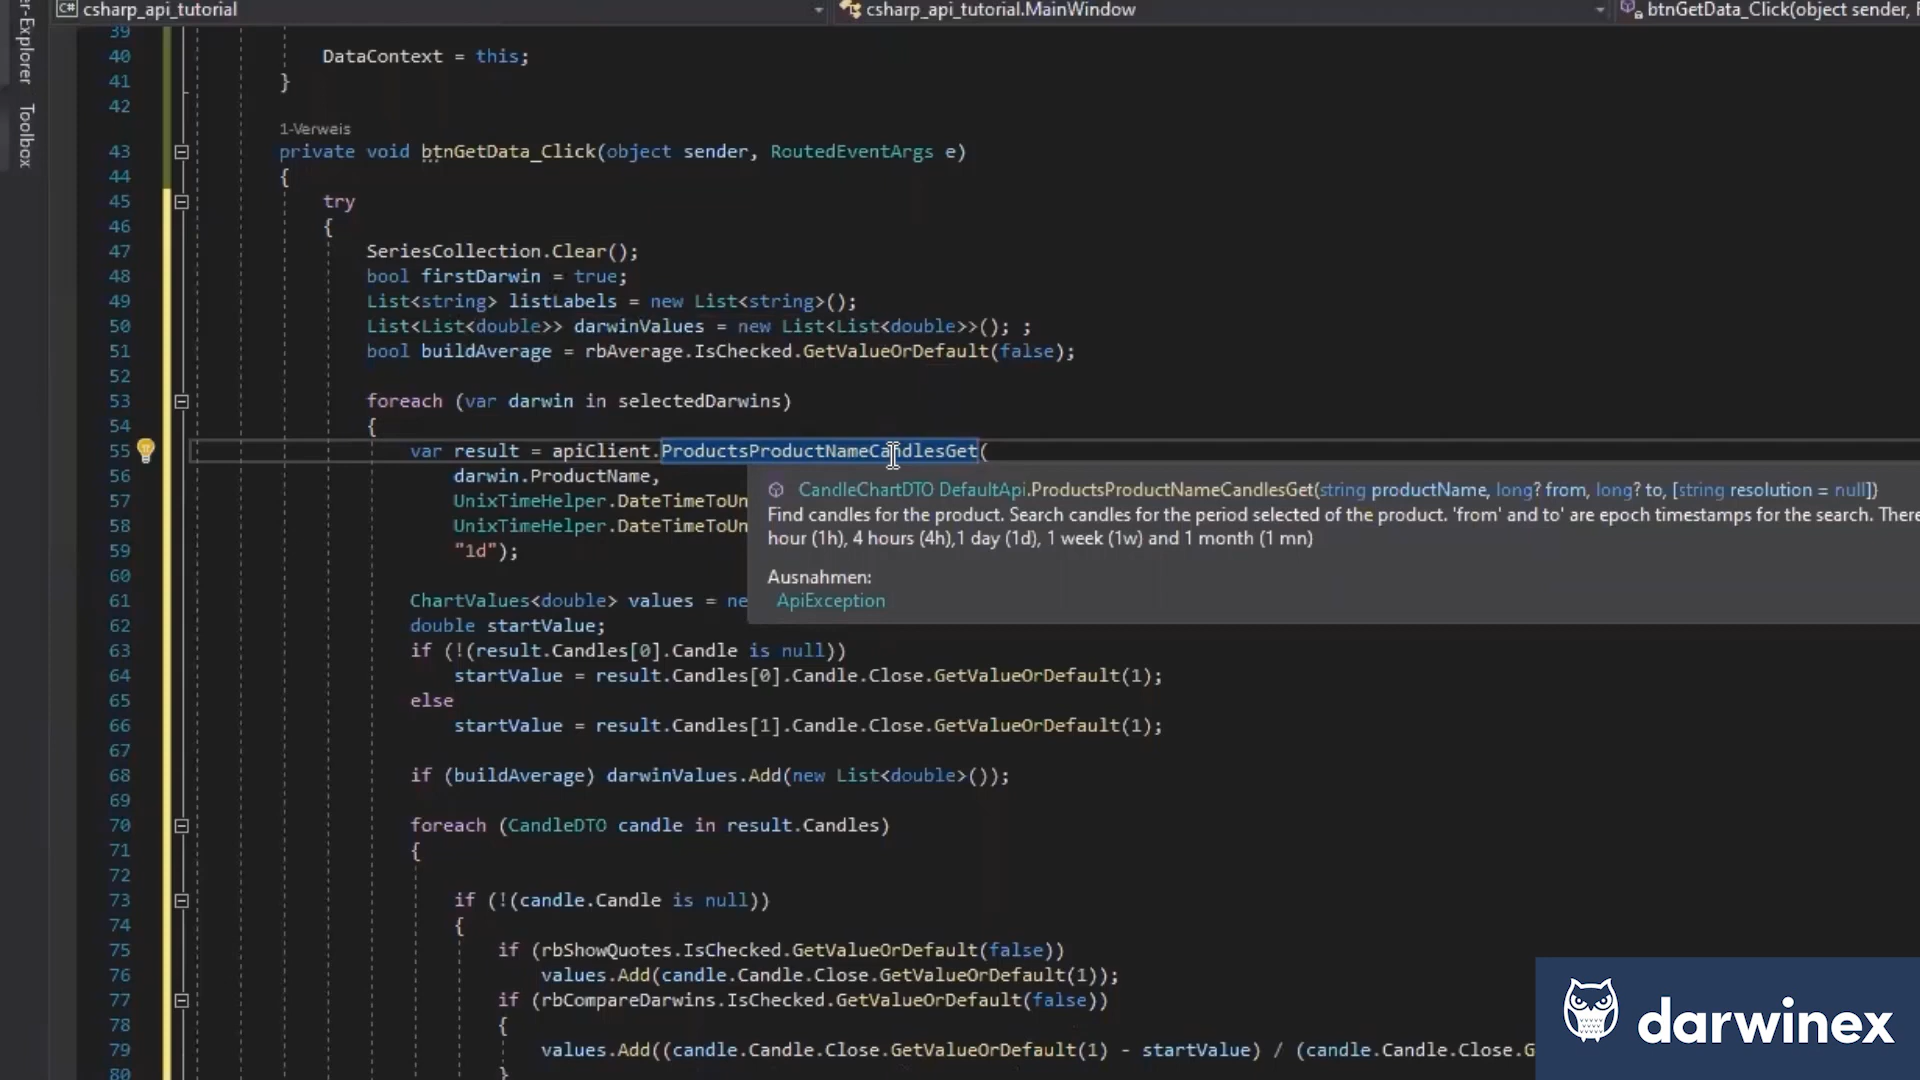 r-Explorer
Toolbox
C# csharp_api_tutorial
csharp_api_tutorial.MainWindow
btnGetData_Click(object sender,
39
40 DataContext = this;
41 }
42
1-Verweis
43 private void btnGetData_Click(object sender, RoutedEventArgs e)
44 {
45 try
46 {
47 SeriesCollection.Clear();
48 bool firstDarwin = true;
49 List<string> listLabels = new List<string>();
50 List<List<double>> darwinValues = new List<List<double>>(); ;
51 bool buildAverage = rbAverage.IsChecked.GetValueOrDefault(false);
52
53 foreach (var darwin in selectedDarwins)
54 {
55 var result = apiClient.ProductsProductNameCandlesGet(
56 darwin.ProductName,
57 UnixTimeHelper.DateTimeToUn
58 UnixTimeHelper.DateTimeToUn
59 "1d");
60
CandleChartDTO DefaultApi.ProductsProductNameCandlesGet(string productName, long? from, long? to, [string resolution = null])
Find candles for the product. Search candles for the period selected of the product. 'from' and to' are epoch timestamps for the search. There
hour (1h), 4 hours (4h),1 day (1d), 1 week (1w) and 1 month (1 mn)
Ausnahmen:
ApiException
61 ChartValues<double> values = ne
62 double startValue;
63 if (!(result.Candles[0].Candle is null))
64 startValue = result.Candles[0].Candle.Close.GetValueOrDefault(1);
65 else
66 startValue = result.Candles[1].Candle.Close.GetValueOrDefault(1);
67
68 if (buildAverage) darwinValues.Add(new List<double>());
69
70 foreach (CandleDTO candle in result.Candles)
71 {
72
73 if (!(candle.Candle is null))
74 {
75 if (rbShowQuotes.IsChecked.GetValueOrDefault(false))
76 values.Add(candle.Candle.Close.GetValueOrDefault(1));
77 if (rbCompareDarwins.IsChecked.GetValueOrDefault(false))
78 {
79 values.Add((candle.Candle.Close.GetValueOrDefault(1) - startValue) / (candle.Candle.Close.G
80 }
darwinex